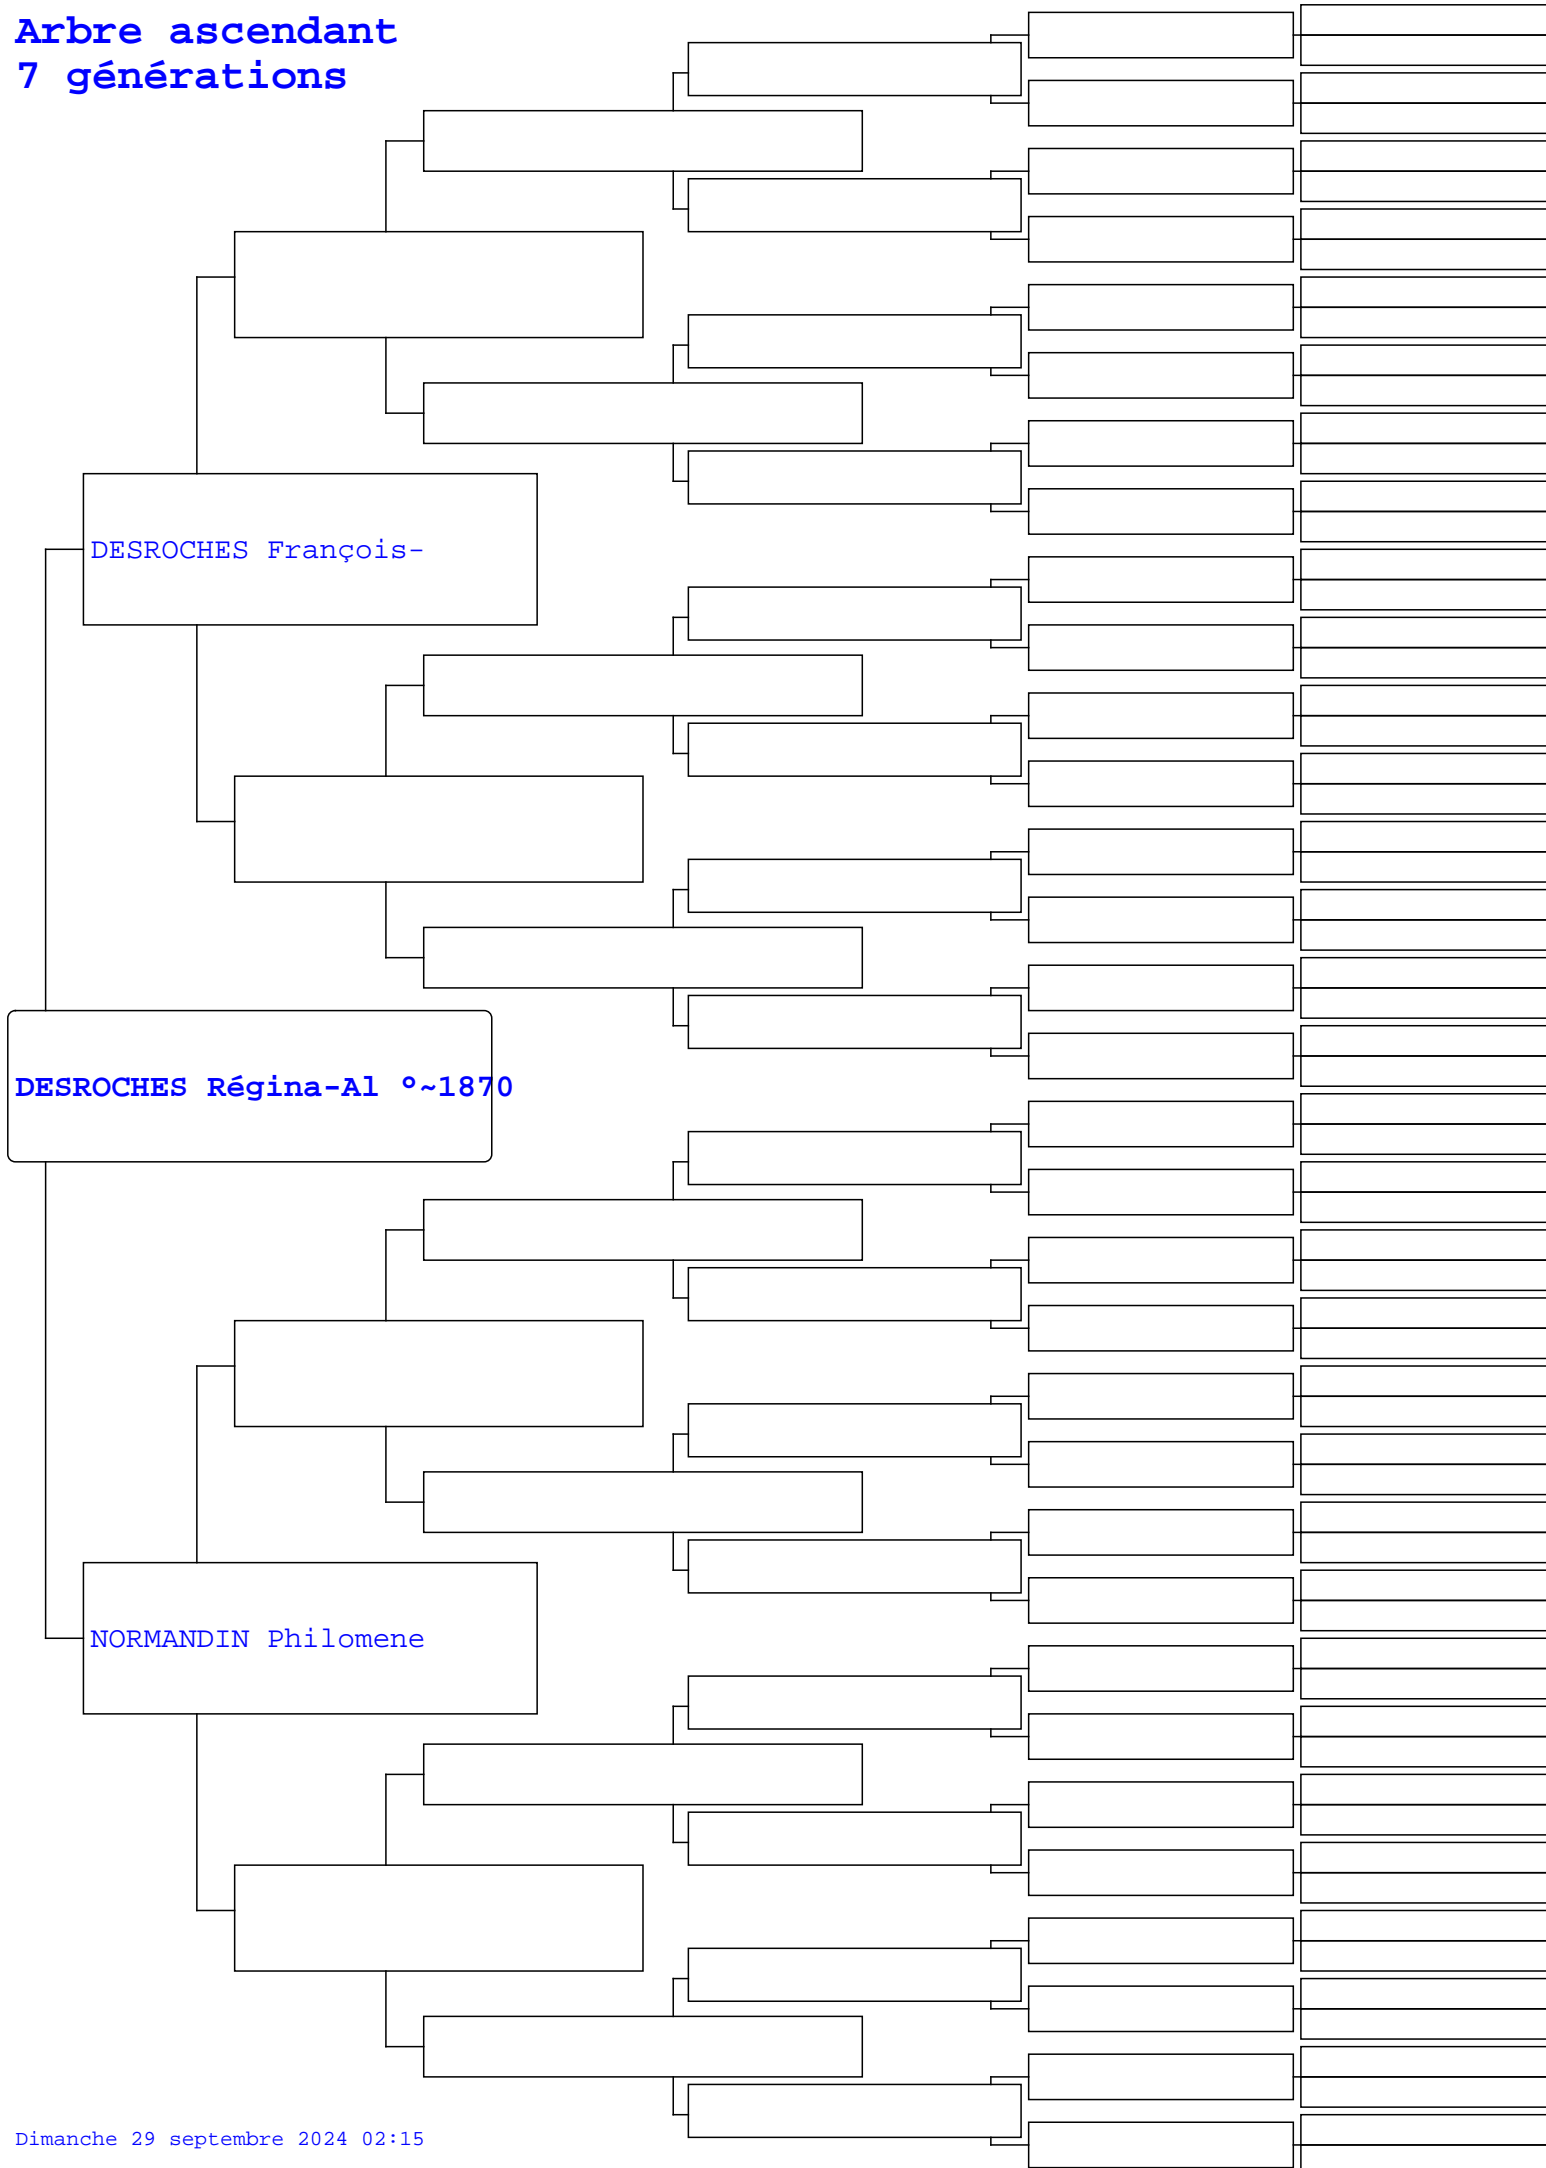 Arbre ascendant
7 générations
DESROCHES François-
DESROCHES Régina-Al °~1870
NORMANDIN Philomene
Dimanche 29 septembre 2024 02:15